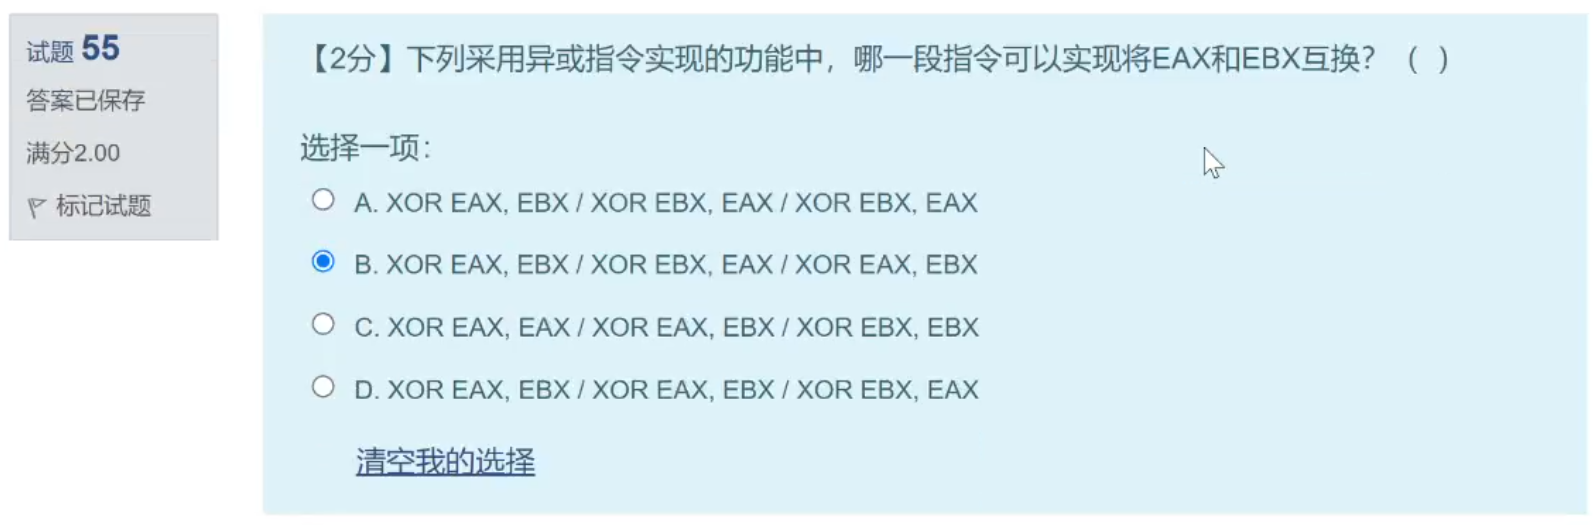 试题 55
答案已保存
满分2.00
标记试题
【2分】下列采用异或指令实现的功能中，哪一段指令可以实现将EAX和EBX互换？（ ）
选择一项：
A. XOR EAX, EBX / XOR EBX, EAX / XOR EBX, EAX
B. XOR EAX, EBX / XOR EBX, EAX / XOR EAX, EBX
C. XOR EAX, EAX / XOR EAX, EBX / XOR EBX, EBX
D. XOR EAX, EBX / XOR EAX, EBX / XOR EBX, EAX
清空我的选择